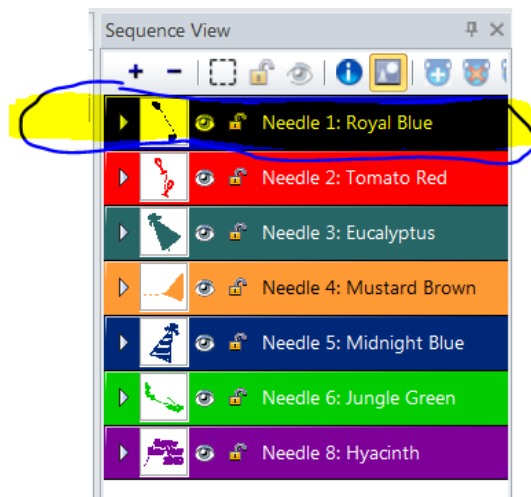 Sequence View
Needle 1: Royal Blue
Needle 2: Tomato Red
Needle 3: Eucalyptus
Needle 4: Mustard Brown
Needle 5: Midnight Blue
Needle 6: Jungle Green
Needle 8: Hyacinth